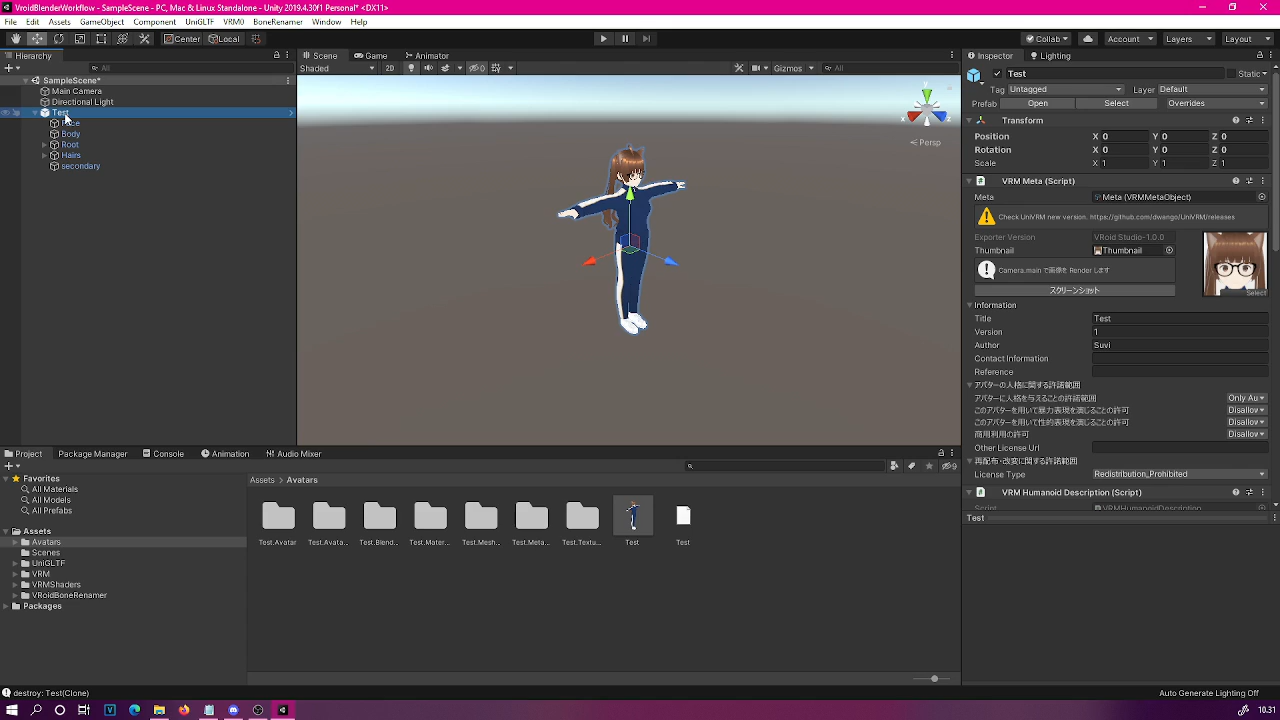 VroidBlenderWorkflow - SampleScene - PC, Mac & Linux Standalone - Unity 2019.4.30f1 Personal* <DX11>
File Edit Assets GameObject Component UniGLTF VRM0 BoneRenamer Window Help
Center Local Collab Account Layers Layout
Hierarchy
All
SampleScene*
Main Camera
Directional Light
Test
Body
Root
Hairs
secondary
Scene Game Animator
Shaded 2D 0 Gizmos All
y
x z
Persp
Inspector Lighting
Test Static
Tag Untagged Layer Default
Prefab Open Select Overrides
Transform
Position X 0 Y 0 Z 0
Rotation X 0 Y 0 Z 0
Scale X 1 Y 1 Z 1
VRM Meta (Script)
Meta Meta (VRMMetaObject)
Check UniVRM new version. https://github.com/dwango/UniVRM/releases
Exporter Version VRoid Studio-1.0.0
Thumbnail Thumbnail
Camera.main で画像を Render します
Select
スクリーンショット
Information
Title Test
Version 1
Author Suvi
Contact Information
Reference
アバターの人格に関する許諾範囲
アバターに人格を与えることの許諾範囲 Only Au
このアバターを用いて暴力表現を演じることの許可 Disallow
このアバターを用いて性的表現を演じることの許可 Disallow
商用利用の許可 Disallow
Other License Url
再配布・改変に関する許諾範囲
License Type Redistribution_Prohibited
VRM Humanoid Description (Script)
Script VRMHumanoidDescription
Test
Project Package Manager Console Animation Audio Mixer
9
Favorites
All Materials
All Models
All Prefabs
Assets
Avatars
Scenes
UniGLTF
VRM
VRMShaders
VRoidBoneRenamer
Packages
Assets > Avatars
Test.Avatar Test.Avata... Test.Blend... Test.Mater... Test.Mesh... Test.Meta... Test.Textu... Test Test
destroy: Test(Clone) Auto Generate Lighting Off
10.31